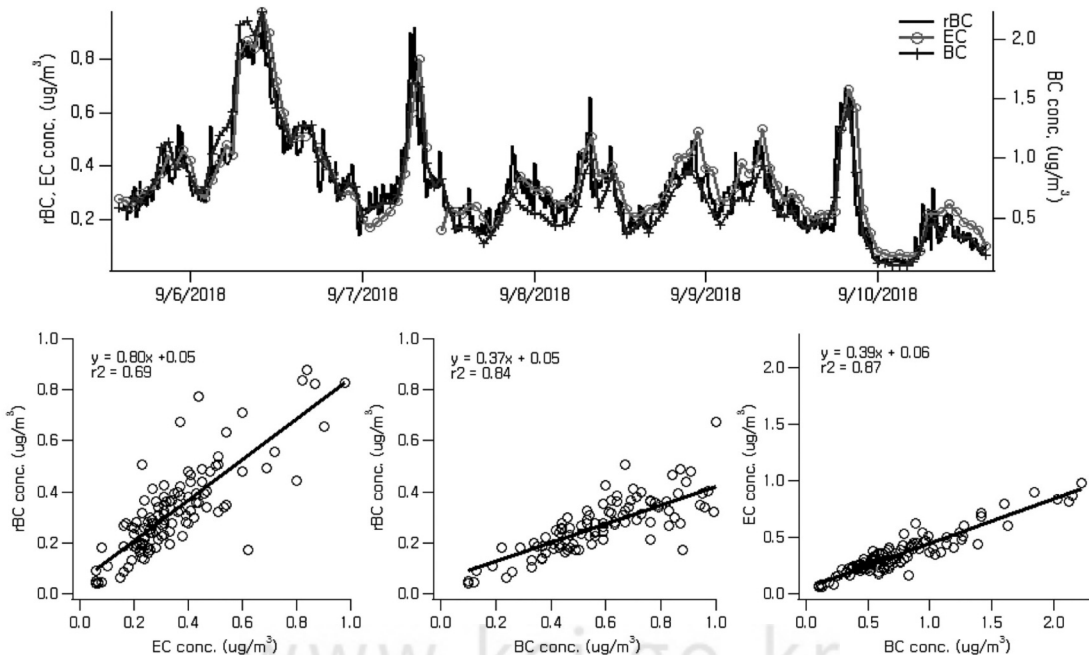 rBC
EC
BC
rBC, EC conc. (ug/m³)
0.8
0.6
0.4
0.2
BC conc, (ug/m³)
2.0
1.5
1.0
0.5
9/6/2018 9/7/2018 9/8/2018 9/9/2018 9/10/2018
y = 0.80x +0.05
r2 = 0.69
rBC conc. (ug/m³)
1.0
0.8
0.6
0.4
0.2
0.0
0.0 0.2 0.4 0.6 0.8 1.0
EC conc. (ug/m³)
y = 0.37x + 0.05
r2 = 0.84
rBC conc. (ug/m³)
1.0
0.8
0.6
0.4
0.2
0.0
0.0 0.2 0.4 0.6 0.8 1.0
BC conc. (ug/m³)
y = 0.39x + 0.06
r2 = 0.87
EC conc. (ug/m³)
2.0
1.5
1.0
0.5
0.0
0.0 0.5 1.0 1.5 2.0
BC conc. (ug/m³)